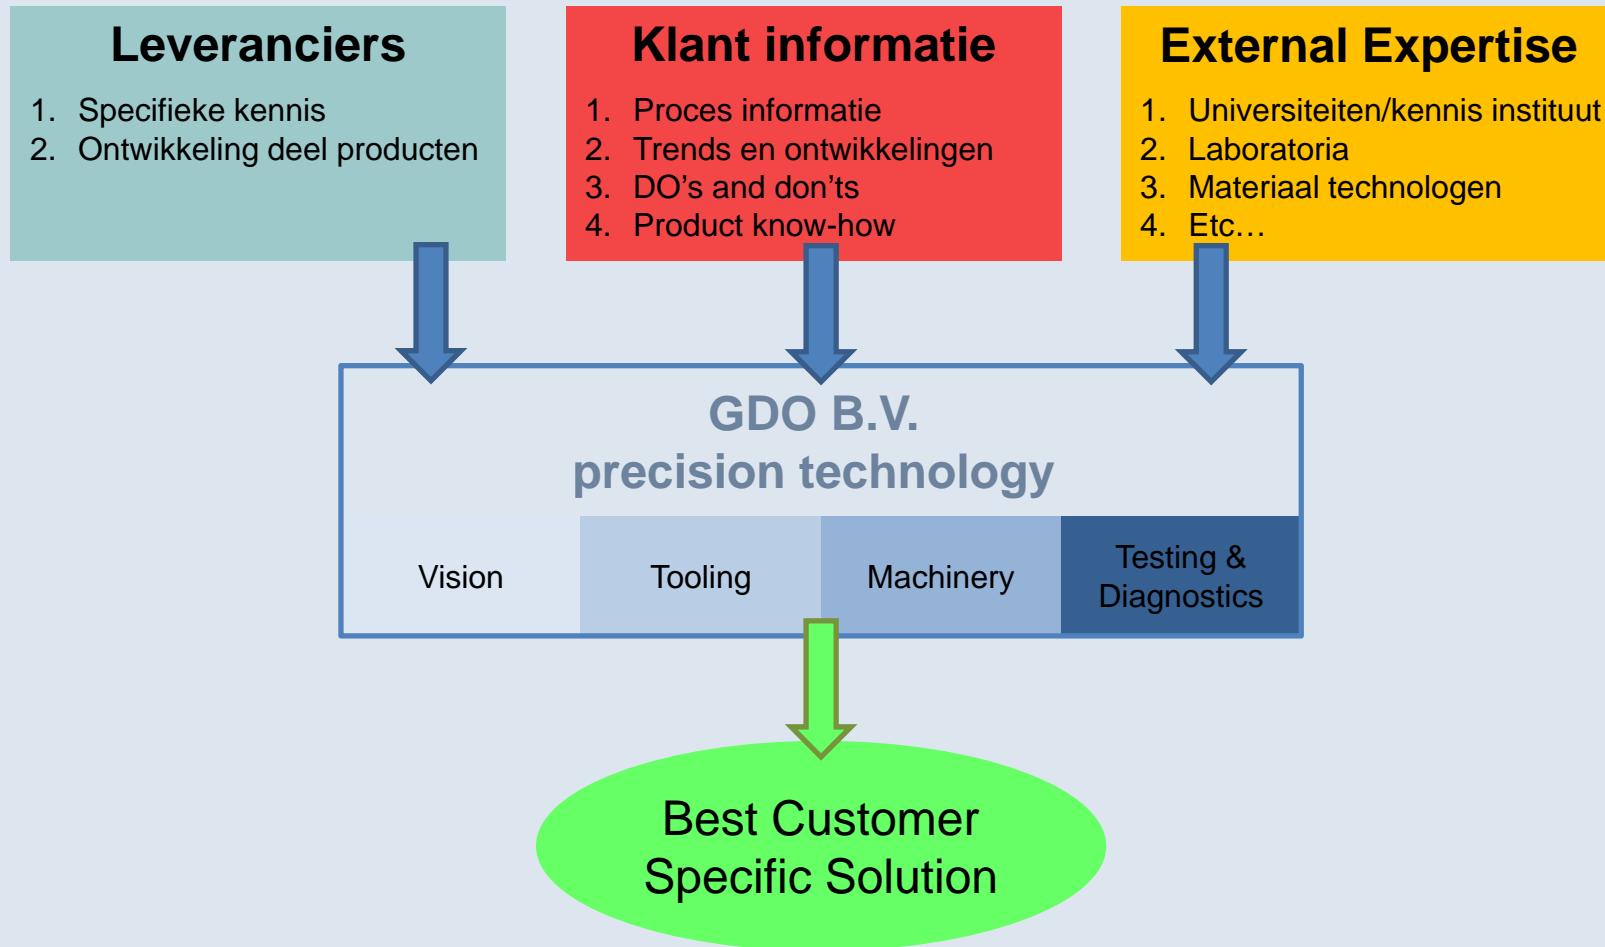 Leveranciers
1. Specifieke kennis
2. Ontwikkeling deel producten
Klant informatie
1. Proces informatie
2. Trends en ontwikkelingen
3. DO's and don'ts
4. Product know-how
External Expertise
1. Universiteiten/kennis instituut
2. Laboratoria
3. Materiaal technologen
4. Etc…
GDO B.V.
precision technology
Vision
Tooling
Machinery
Testing &
Diagnostics
Best Customer
Specific Solution